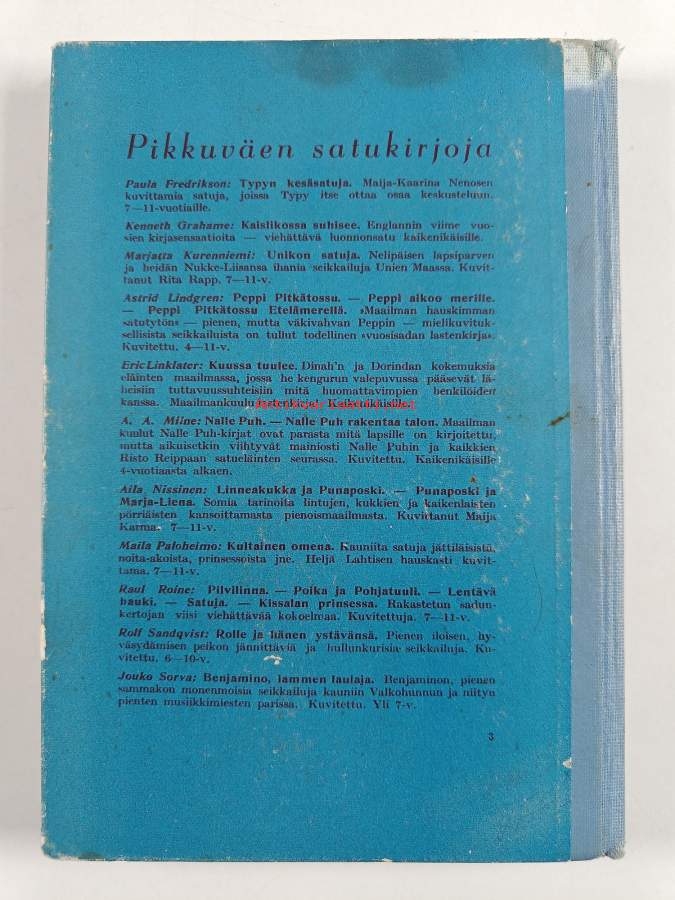 Pikkuväen satukirjoja
Paula Fredrikson: Typyn kesäsatuja. Maija-Kaarina Nenosen
kuvittamia satuja, joissa Typy itse ottaa osaa keskusteluun.
7—11-vuotiaille.
Kenneth Grahame: Kaislikossa suhisee. Englannin viime vuo-
sien kirjasensaatioita — viehättävä luonnonsatu kaikenikäisille.
Marjatta Kurenniemi: Unikon satuja. Nelipäisen lapsiparven
ja heidän Nukke-Liisansa ihania seikkailuja Unien Maassa. Kuvit-
tanut Rita Rapp. 7—11-v.
Astrid Lindgren: Peppi Pitkätossu. — Peppi aikoo merille.
— Peppi Pitkätossu Etelämerellä. »Maailman hauskimman
satutytön» — pienen, mutta väkivahvan Peppin — mielikuvituk-
sellisista seikkailuista on tullut todellinen »vuosisadan lastenkirja».
Kuvitettu. 4—11-v.
Eric Linklater: Kuussa tuulee. Dinah'n ja Dorindan kokemuksia
eläinten maailmassa, jossa he kengurun valepuvussa pääsevät lä-
heisiin tuttavuussuhteisiin mitä huomattavimpien henkilöiden
kanssa. Maailmankuulu lastenkirja. Kaikenikäisille.
A. A. Milne: Nalle Puh. — Nalle Puh rakentaa talon. Maailman
kuulut Nalle Puh-kirjat ovat parasta mitä lapsille on kirjoitettu,
mutta aikuisetkin viihtyvät mainiosti Nalle Puhin ja kaikkien
Risto Reippaan satueläinten seurassa. Kuvitettu. Kaikenikäisille
4-vuotiaasta alkaen.
Aila Nissinen: Linneakukka ja Punaposki. — Punaposki ja
Marja-Liena. Somia tarinoita lintujen, kukkien ja kaikenlaisten
pörriäisten kansoittamasta pienoismaailmasta. Kuvittanut Maija
Karma. 7—11-v.
Maila Paloheimo: Kultainen omena. Kauniita satuja jättiläisistä,
noita-akoista, prinsessoista jne. Heljä Lahtisen hauskasti kuvit-
tama. 7—11-v.
Raul Roine: Pilvilinna. — Poika ja Pohjatuuli. — Lentävä
hauki. — Satuja. — Kissalan prinsessa. Rakastetun sadun-
kertojan viisi viehättävää kokoelmaa. Kuvitettuja. 7—11-v.
Rolf Sandqvist: Rolle ja hänen ystävänsä. Pienen iloisen, hy-
väsydämisen peikon jännittäviä ja hullunkurisia seikkailuja. Ku-
vitettu. 6—10-v.
Jouko Sorva: Benjamino, lammen laulaja. Benjaminon, pienen
sammakon monenmoisia seikkailuja kauniin Valkohunnun ja niityn
pienten musiikkimiesten parissa. Kuvitettu. Yli 7-v.
3